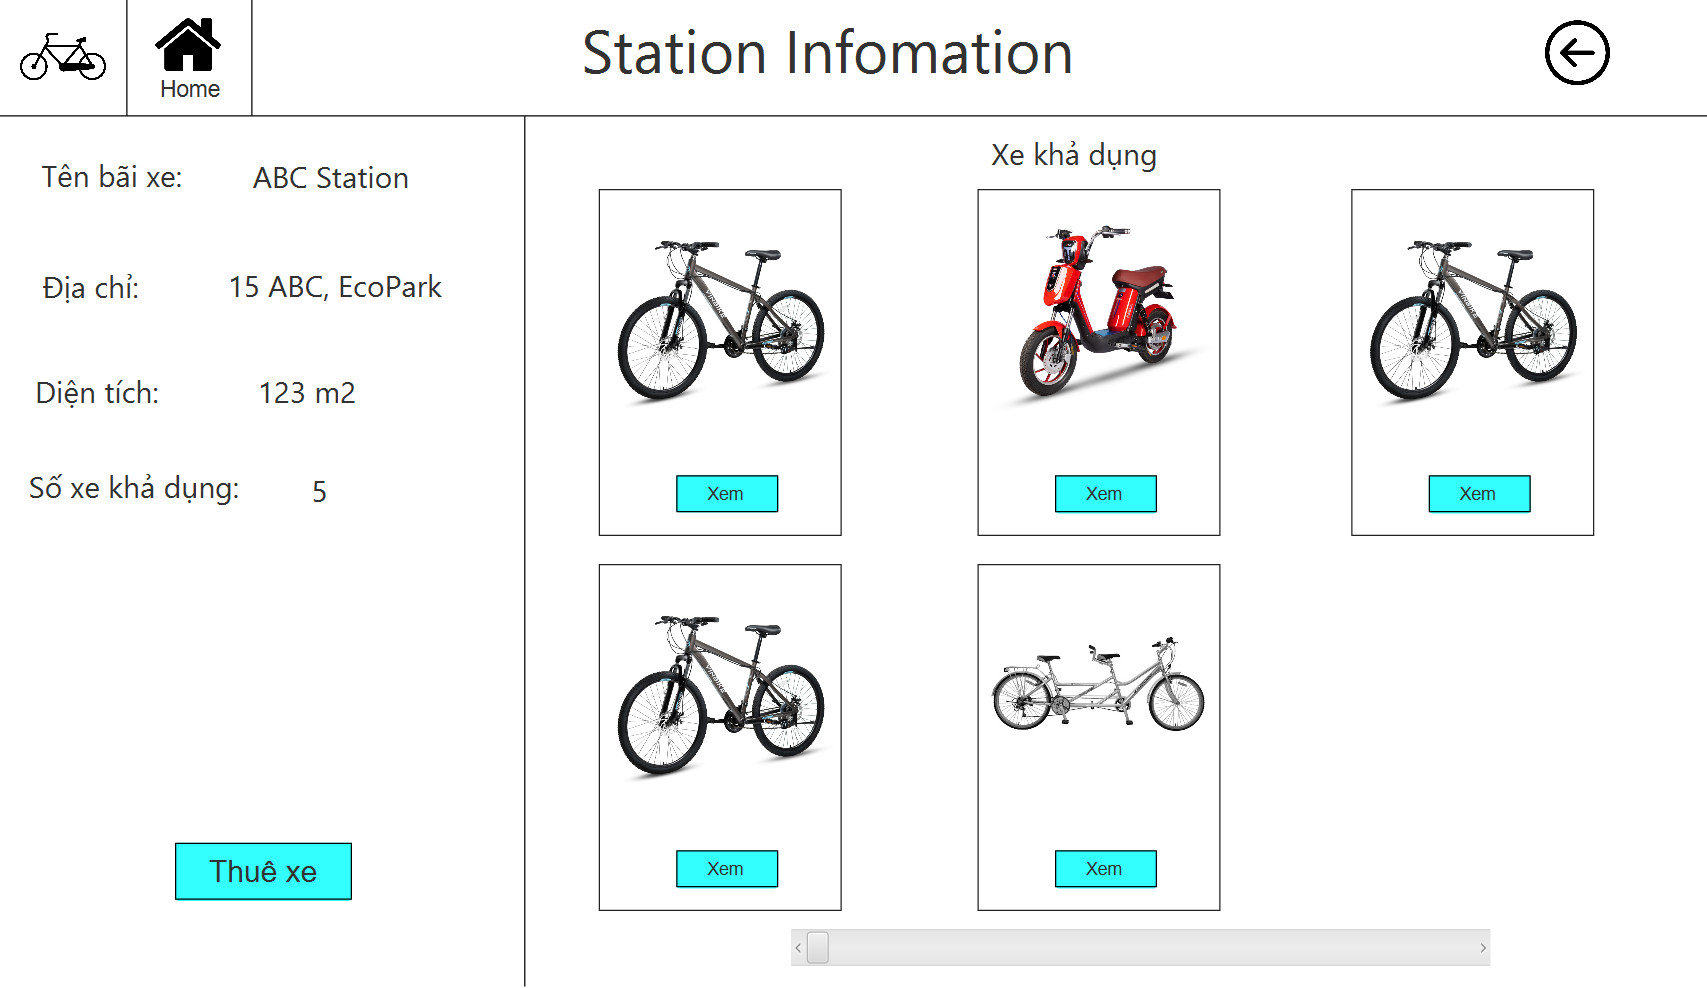 Home
Station Infomation
Tên bãi xe: ABC Station
Địa chỉ: 15 ABC, EcoPark
Diện tích: 123 m2
Số xe khả dụng: 5
Thuê xe
Xe khả dụng
Xem
Xem
Xem
Xem
Xem